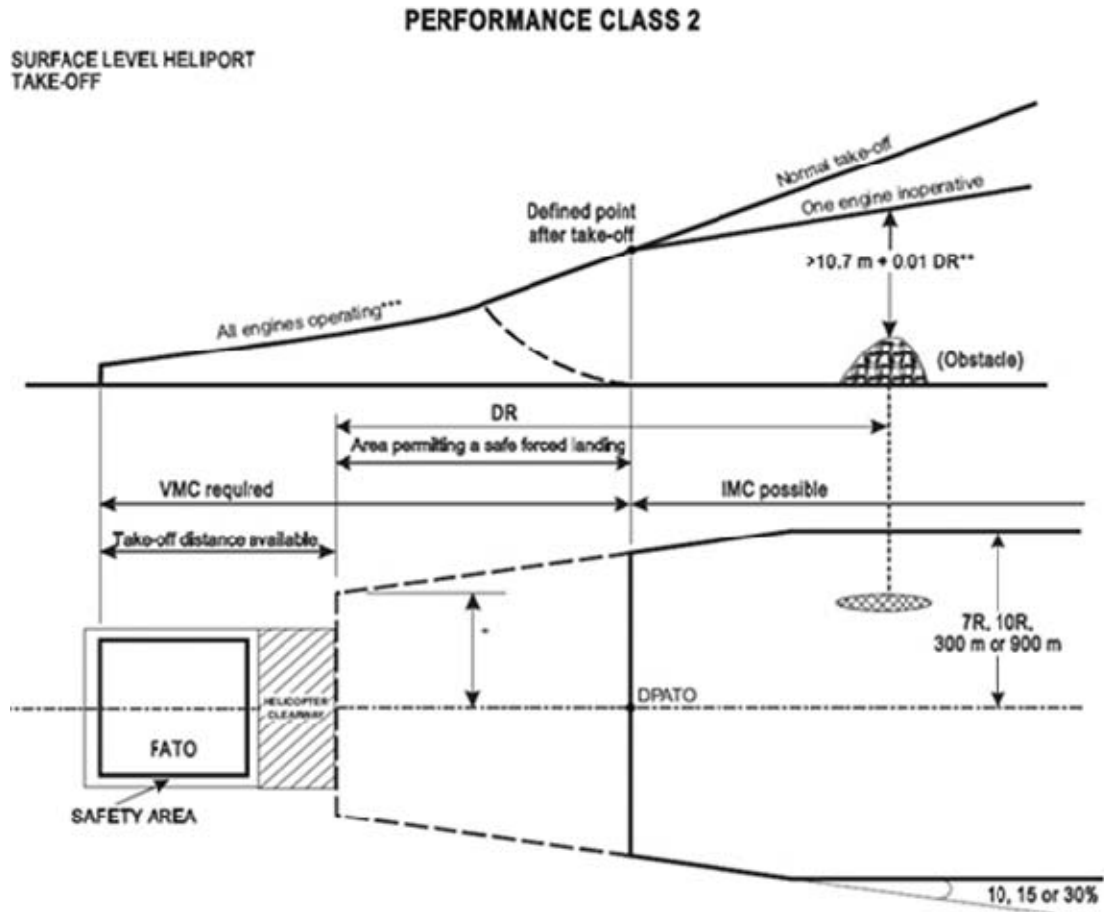 PERFORMANCE CLASS 2
SURFACE LEVEL HELIPORT
TAKE-OFF
Normal take-off
One engine inoperative
Defined point
after take-off
>10.7 m + 0.01 DR**
All engines operating***
(Obstacle)
DR
Area permitting a safe forced landing
VMC required
IMC possible
Take-off distance available
7R, 10R,
300 m or 900 m
-
HELICOPTER
CLEARWAY
DPATO
FATO
SAFETY AREA
10, 15 or 30%